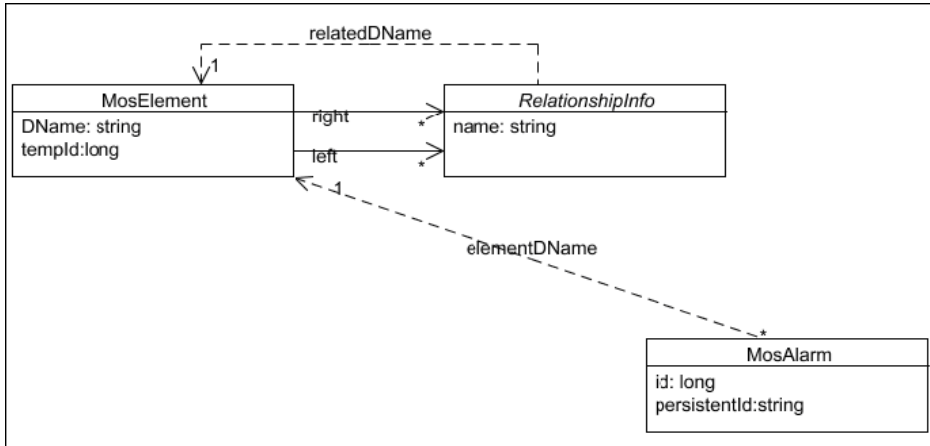 relatedDName
1
MosElement
DName: string
tempId:long
right
*
left
*
RelationshipInfo
name: string
1
elementDName
*
MosAlarm
id: long
persistentId:string